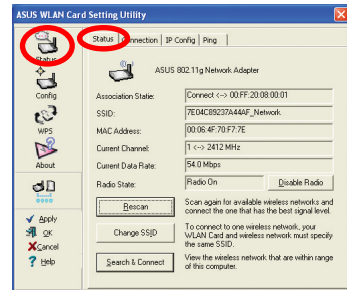 ASUS WLAN Card Setting Utility
Status
Config
WPS
About
Apply
OK
Cancel
Help
Status Connection IP Config Ping
ASUS 802.11g Network Adapter
Association State: Connect <--> 00:FF:20:08:00:01
SSID: 7E04C89237A44AF_Network
MAC Address: 00:06:4F:70:F7:7E
Current Channel: 1 <--> 2412 MHz
Current Data Rate: 54.0 Mbps
Radio State: Radio On Disable Radio
Rescan
Scan again for available wireless networks and
connect the one that has the best signal level.
Change SSID
To connect to one wireless network, your
WLAN Card and wireless network must specify
the same SSID.
Search & Connect
View the wireless network that are within range
of this computer.